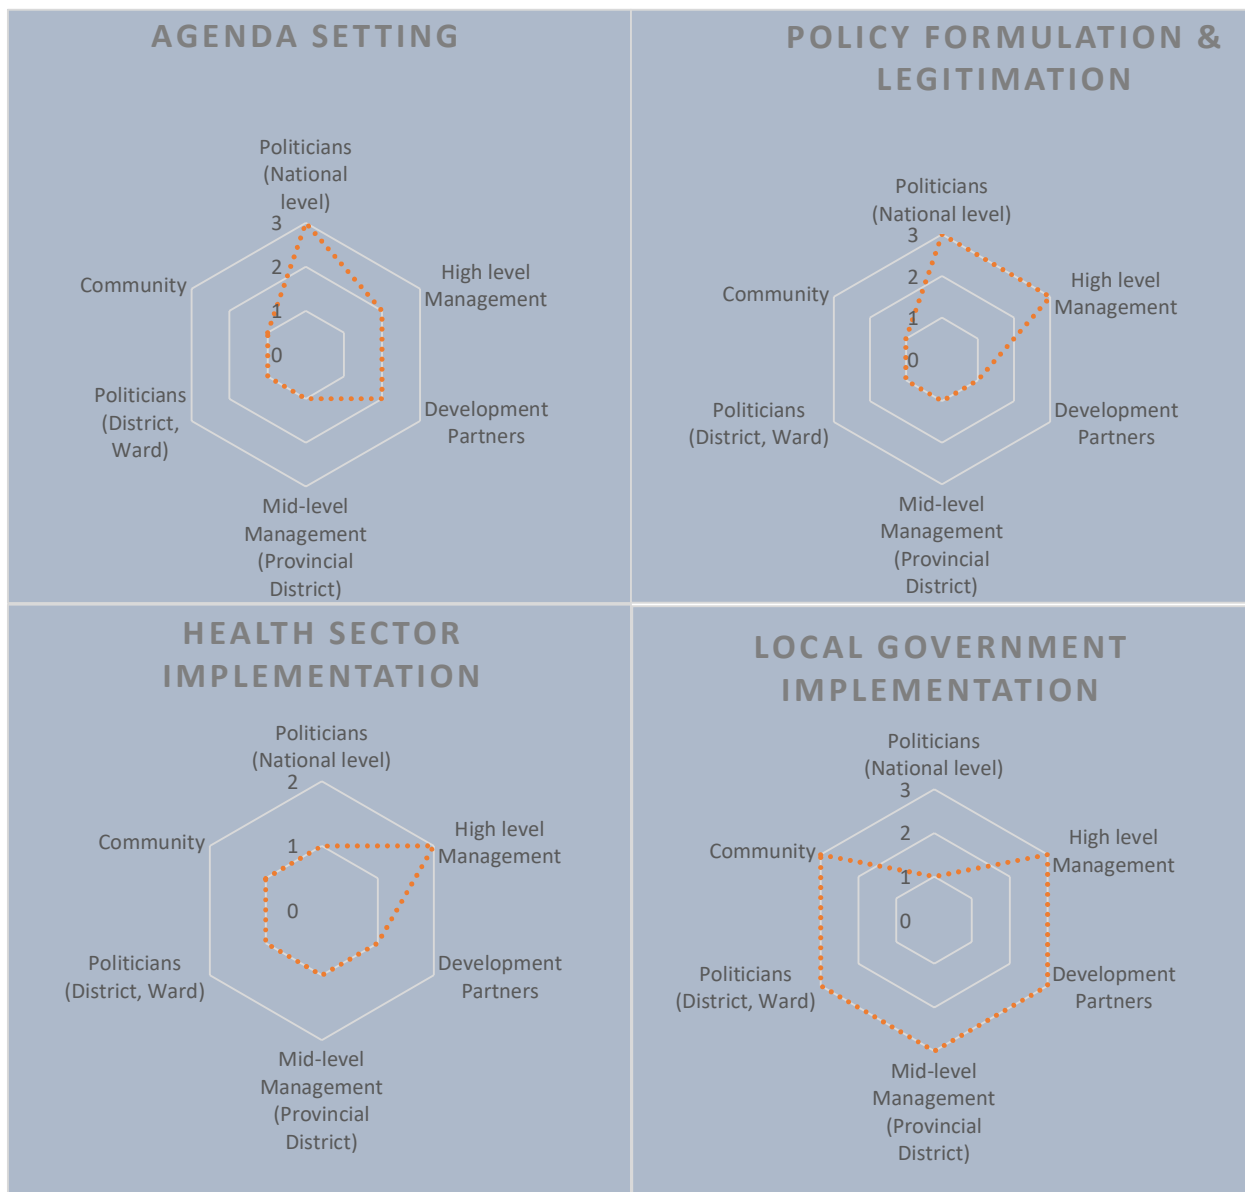 AGENDA SETTING
Politicians
(National
level)
3
2
1
0
High level
Management
Community
Politicians
(District,
Ward)
Development
Partners
Mid-level
Management
(Provincial
District)
POLICY FORMULATION &
LEGITIMATION
Politicians
(National level)
3
2
1
0
High level
Management
Community
Politicians
(District, Ward)
Development
Partners
Mid-level
Management
(Provincial
District)
HEALTH SECTOR
IMPLEMENTATION
Politicians
(National level)
2
1
0
High level
Management
Community
Politicians
(District, Ward)
Development
Partners
Mid-level
Management
(Provincial
District)
LOCAL GOVERNMENT
IMPLEMENTATION
Politicians
(National level)
3
2
1
0
High level
Management
Community
Politicians
(District, Ward)
Development
Partners
Mid-level
Management
(Provincial
District)